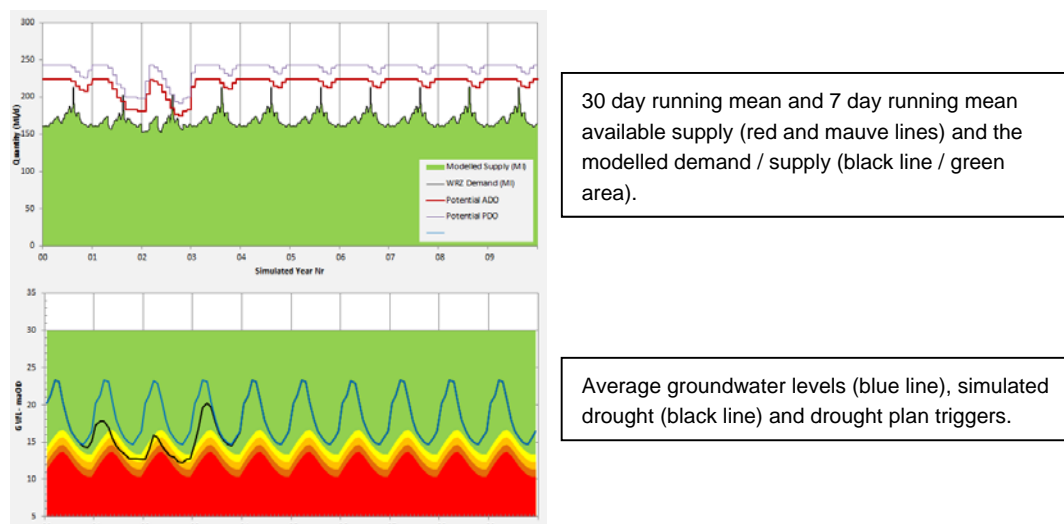 300
250
200
150
100
50
0
Quantity (Ml/d)
Modelled Supply (Ml)
WRZ Demand (Ml)
Potential ADO
Potential PDO
00 01 02 03 04 05 06 07 08 09
Simulated Year Nr
30 day running mean and 7 day running mean
available supply (red and mauve lines) and the
modelled demand / supply (black line / green
area).
35
30
25
20
15
10
5
maOD
Average groundwater levels (blue line), simulated
drought (black line) and drought plan triggers.